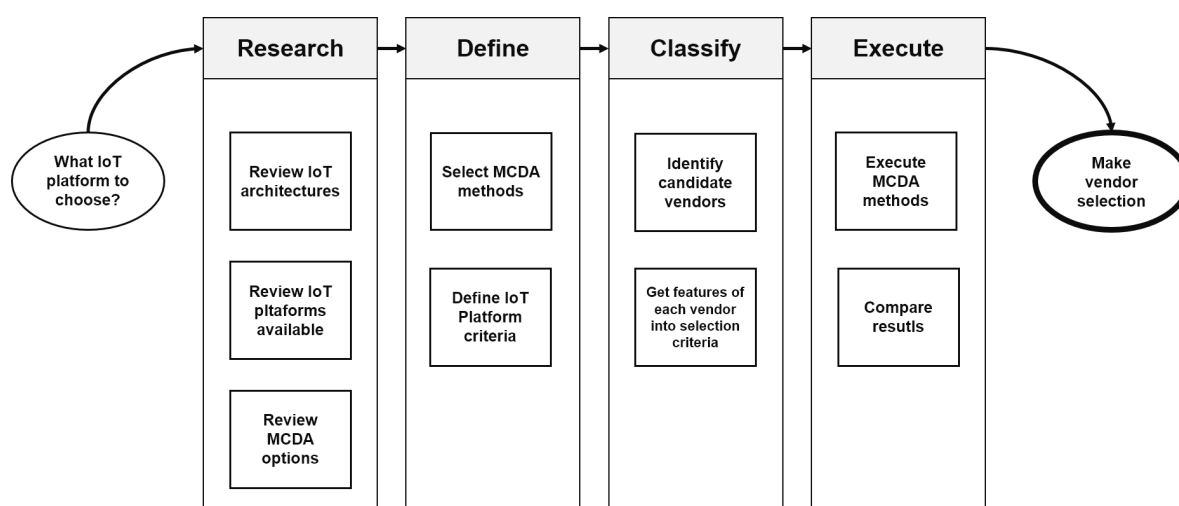 What IoT
platform to
choose?
Research
Review IoT
architectures
Review IoT
pltaforms
available
Review
MCDA
options
Define
Select MCDA
methods
Define IoT
Platform
criteria
Classify
Identify
candidate
vendors
Get features of
each vendor
into selection
criteria
Execute
Execute
MCDA
methods
Compare
resutls
Make
vendor
selection